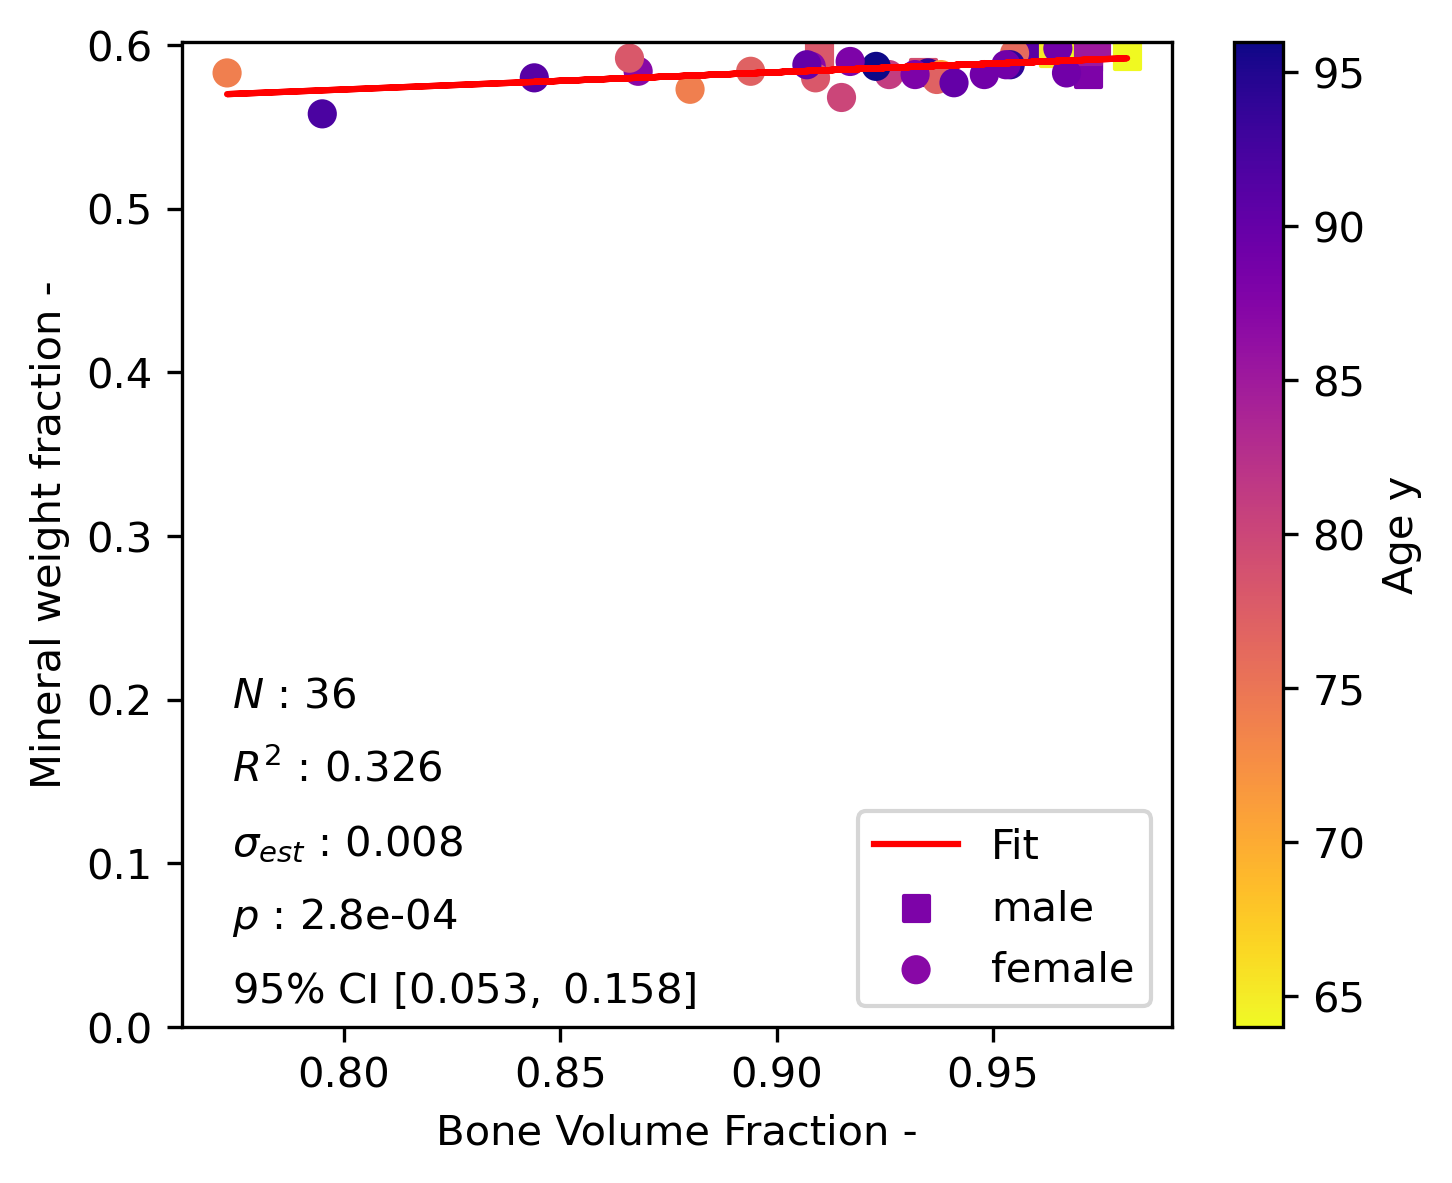 0.6
0.5
0.4
0.3
0.2
0.1
0.0
Mineral weight fraction -
N : 36
R² : 0.326
σest : 0.008
p : 2.8e-04
95% CI [0.053, 0.158]
Fit
male
female
0.80 0.85 0.90 0.95
Bone Volume Fraction -
95
90
85
80
75
70
65
Age y